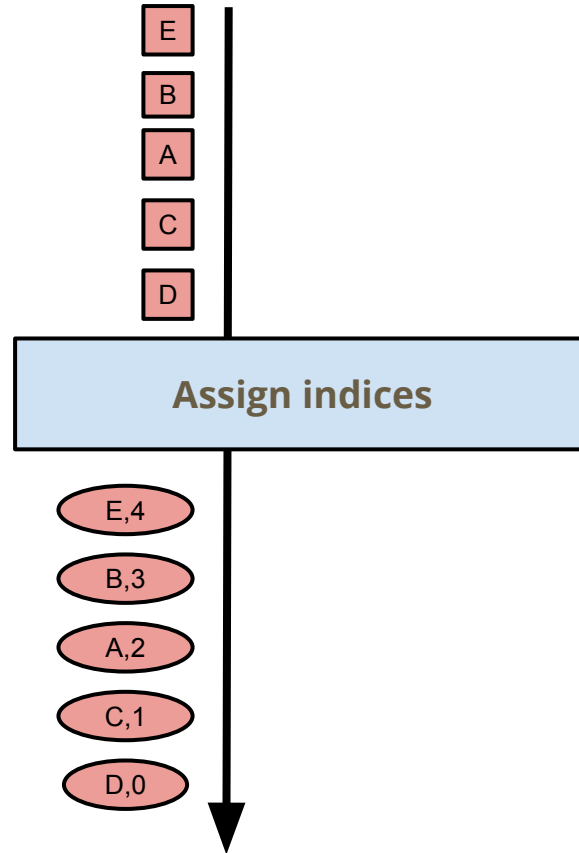 E
B
A
C
D
Assign indices
E,4
B,3
A,2
C,1
D,0